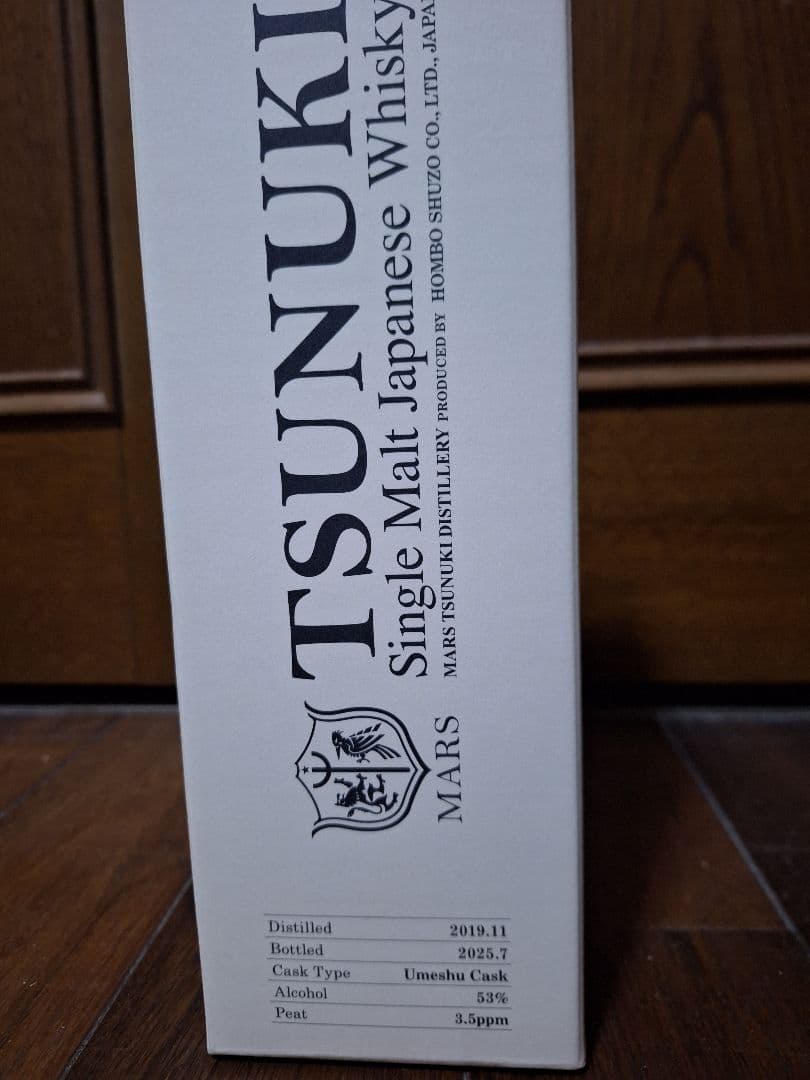 TSUNUKI
Single Malt Japanese Whisky
MARS TSUNUKI DISTILLERY PRODUCED BY HOMBO SHUZO CO., LTD., JAPAN
MARS
Distilled 2019.11
Bottled 2025.7
Cask Type Umeshu Cask
Alcohol 53%
Peat 3.5ppm